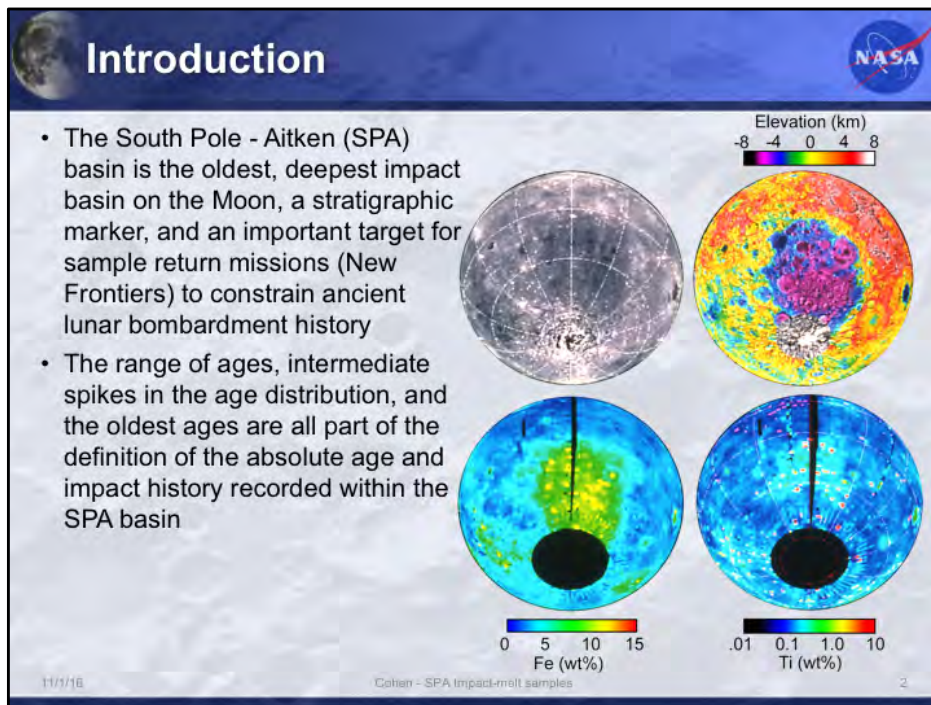 Introduction
NASA
• The South Pole - Aitken (SPA)
basin is the oldest, deepest impact
basin on the Moon, a stratigraphic
marker, and an important target for
sample return missions (New
Frontiers) to constrain ancient
lunar bombardment history
• The range of ages, intermediate
spikes in the age distribution, and
the oldest ages are all part of the
definition of the absolute age and
impact history recorded within the
SPA basin
Elevation (km)
-8 -4 0 4 8
0 5 10 15
Fe (wt%)
.01 0.1 1.0 10
Ti (wt%)
11/1/16
Cohen - SPA Impact-melt samples
2